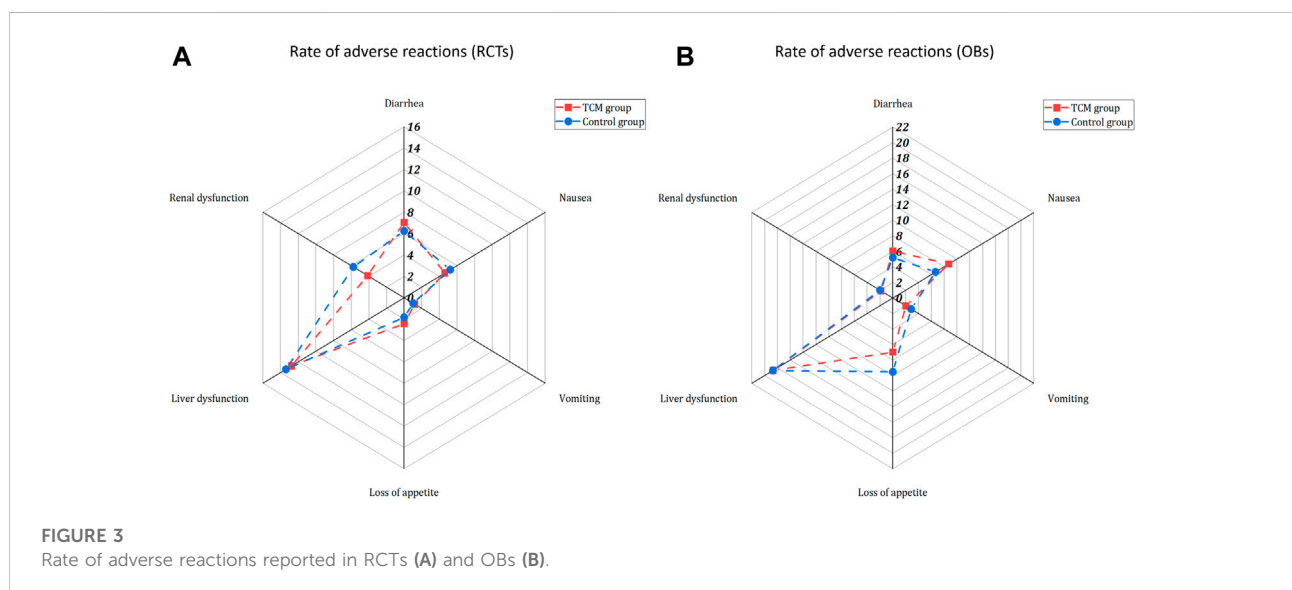 A
Rate of adverse reactions (RCTs)
TCM group
Control group
Diarrhea
16
14
12
10
8
6
4
2
0
Nausea
Renal dysfunction
Vomiting
Liver dysfunction
Loss of appetite
B
Rate of adverse reactions (OBs)
TCM group
Control group
Diarrhea
22
20
18
16
14
12
10
8
6
4
2
0
Nausea
Renal dysfunction
Vomiting
Liver dysfunction
Loss of appetite
FIGURE 3
Rate of adverse reactions reported in RCTs (A) and OBs (B).